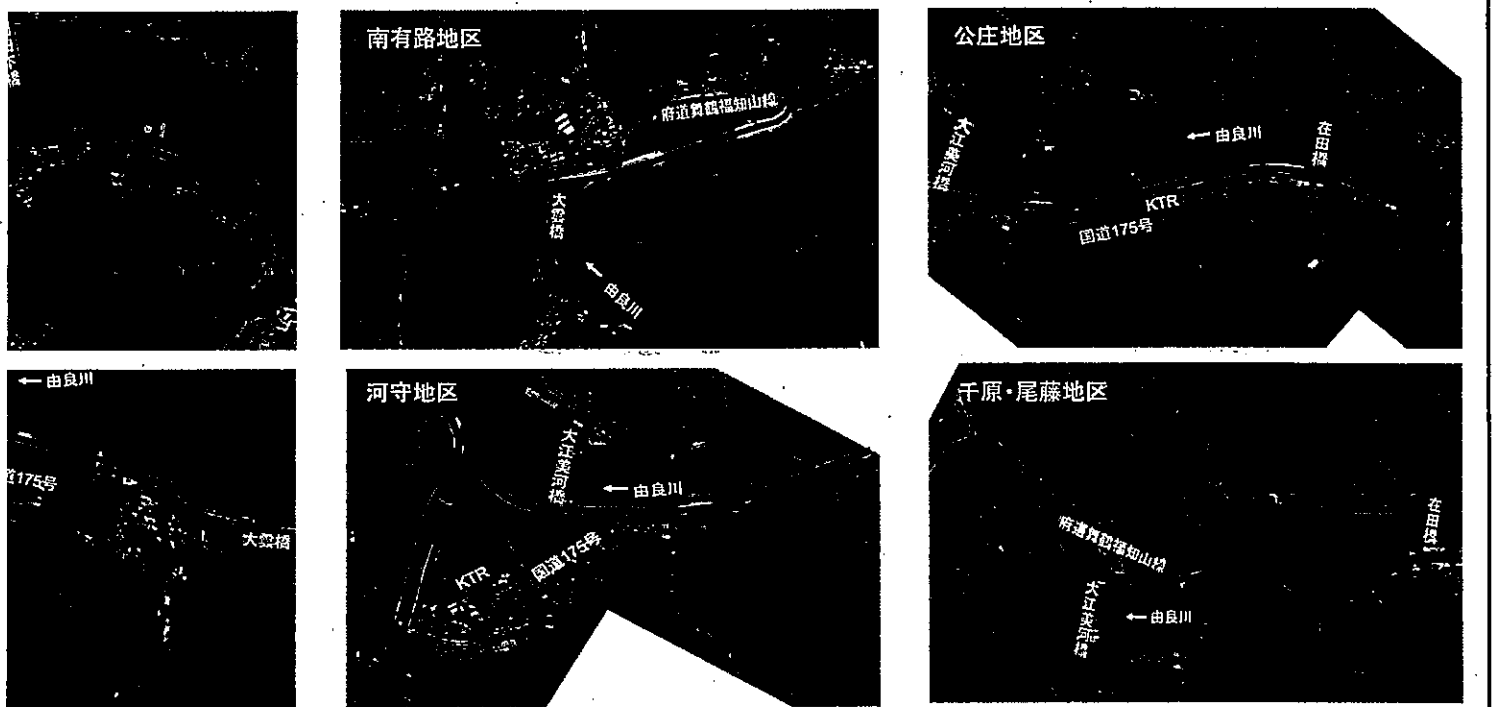 南有路地区
府道舞鶴福知山線
大雲橋
由良川
公庄地区
大江美河橋
由良川
在田橋
KTR
国道175号
由良川
道175号
大雲橋
河守地区
大江美河橋
由良川
国道175号
KTR
千原・尾藤地区
府道舞鶴福知山線
在田橋
大江美河橋
由良川